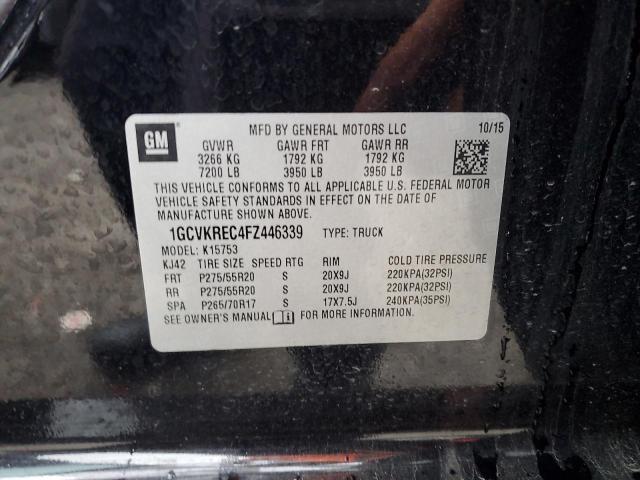 GM
MFD BY GENERAL MOTORS LLC 10/15
GVWR GAWR FRT GAWR RR
3266 KG 1792 KG 1792 KG
7200 LB 3950 LB 3950 LB
THIS VEHICLE CONFORMS TO ALL APPLICABLE U.S. FEDERAL MOTOR
VEHICLE SAFETY STANDARDS IN EFFECT ON THE DATE OF
MANUFACTURE SHOWN ABOVE.
1GCVKREC4FZ446339 TYPE: TRUCK
MODEL: K15753
KJ42 TIRE SIZE SPEED RTG RIM COLD TIRE PRESSURE
FRT P275/55R20 S 20X9J 220KPA(32PSI)
RR P275/55R20 S 20X9J 220KPA(32PSI)
SPA P265/70R17 S 17X7.5J 240KPA(35PSI)
SEE OWNER'S MANUAL FOR MORE INFORMATION.